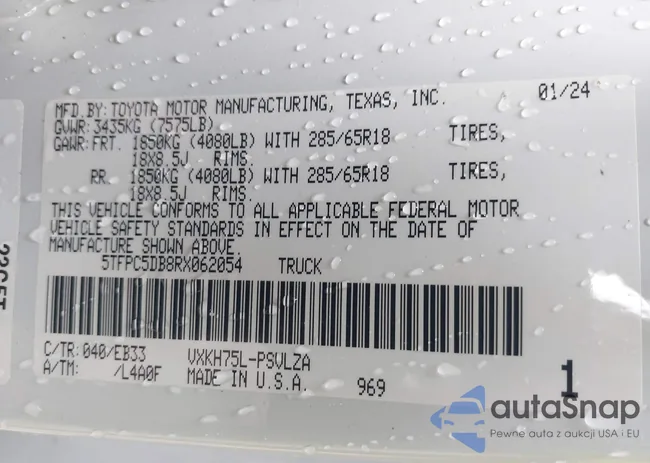 MFD.BY: TOYOTA MOTOR MANUFACTURING, TEXAS, INC. 01/24
GVWR: 3435KG (7575LB)
GAWR: FRT. 1850KG (4080LB) WITH 285/65R18 TIRES,
18X8.5J RIMS.
RR. 1850KG (4080LB) WITH 285/65R18 TIRES,
18X8.5J RIMS.
THIS VEHICLE CONFORMS TO ALL APPLICABLE FEDERAL MOTOR
VEHICLE SAFETY STANDARDS IN EFFECT ON THE DATE OF
MANUFACTURE SHOWN ABOVE.
5TFPC5DB8RX062054 TRUCK
C/TR: 040/EB33 VXKH75L-PSVLZA
A/TM: /L4A0F MADE IN U.S.A. 969 1
autaSnap
Pewne auta z aukcji USA i EU